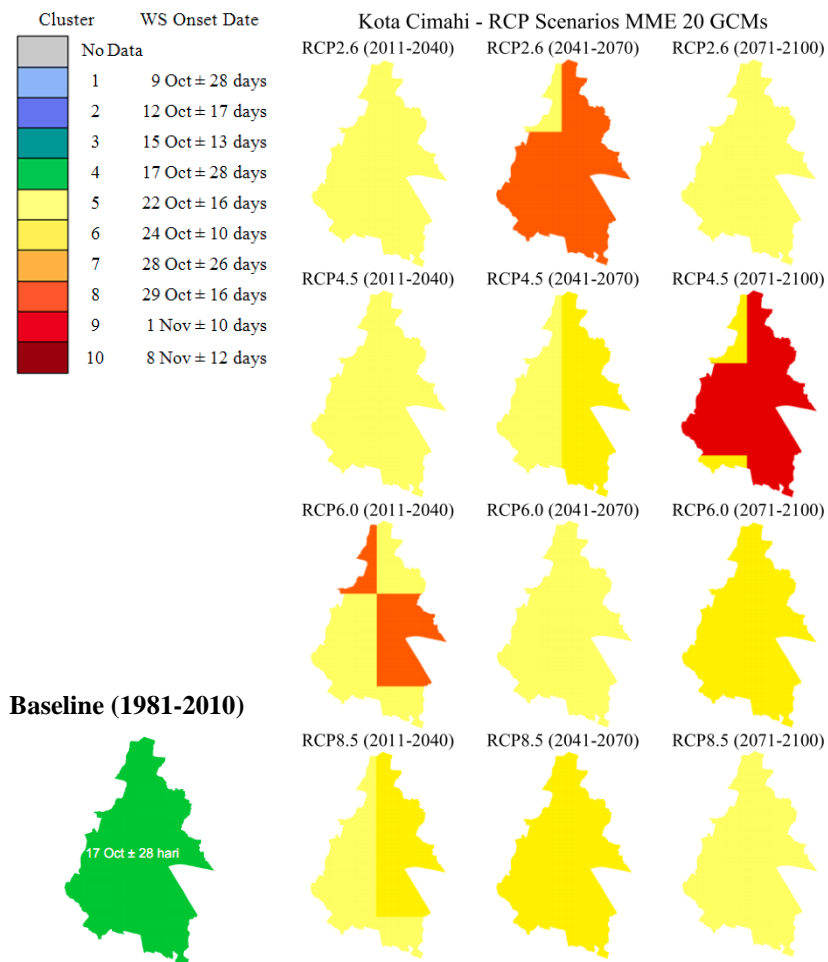 Cluster WS Onset Date
No Data
1 9 Oct ± 28 days
2 12 Oct ± 17 days
3 15 Oct ± 13 days
4 17 Oct ± 28 days
5 22 Oct ± 16 days
6 24 Oct ± 10 days
7 28 Oct ± 26 days
8 29 Oct ± 16 days
9 1 Nov ± 10 days
10 8 Nov ± 12 days
Kota Cimahi - RCP Scenarios MME 20 GCMs
RCP2.6 (2011-2040) RCP2.6 (2041-2070) RCP2.6 (2071-2100)
RCP4.5 (2011-2040) RCP4.5 (2041-2070) RCP4.5 (2071-2100)
RCP6.0 (2011-2040) RCP6.0 (2041-2070) RCP6.0 (2071-2100)
RCP8.5 (2011-2040) RCP8.5 (2041-2070) RCP8.5 (2071-2100)
Baseline (1981-2010)
17 Oct ± 28 hari